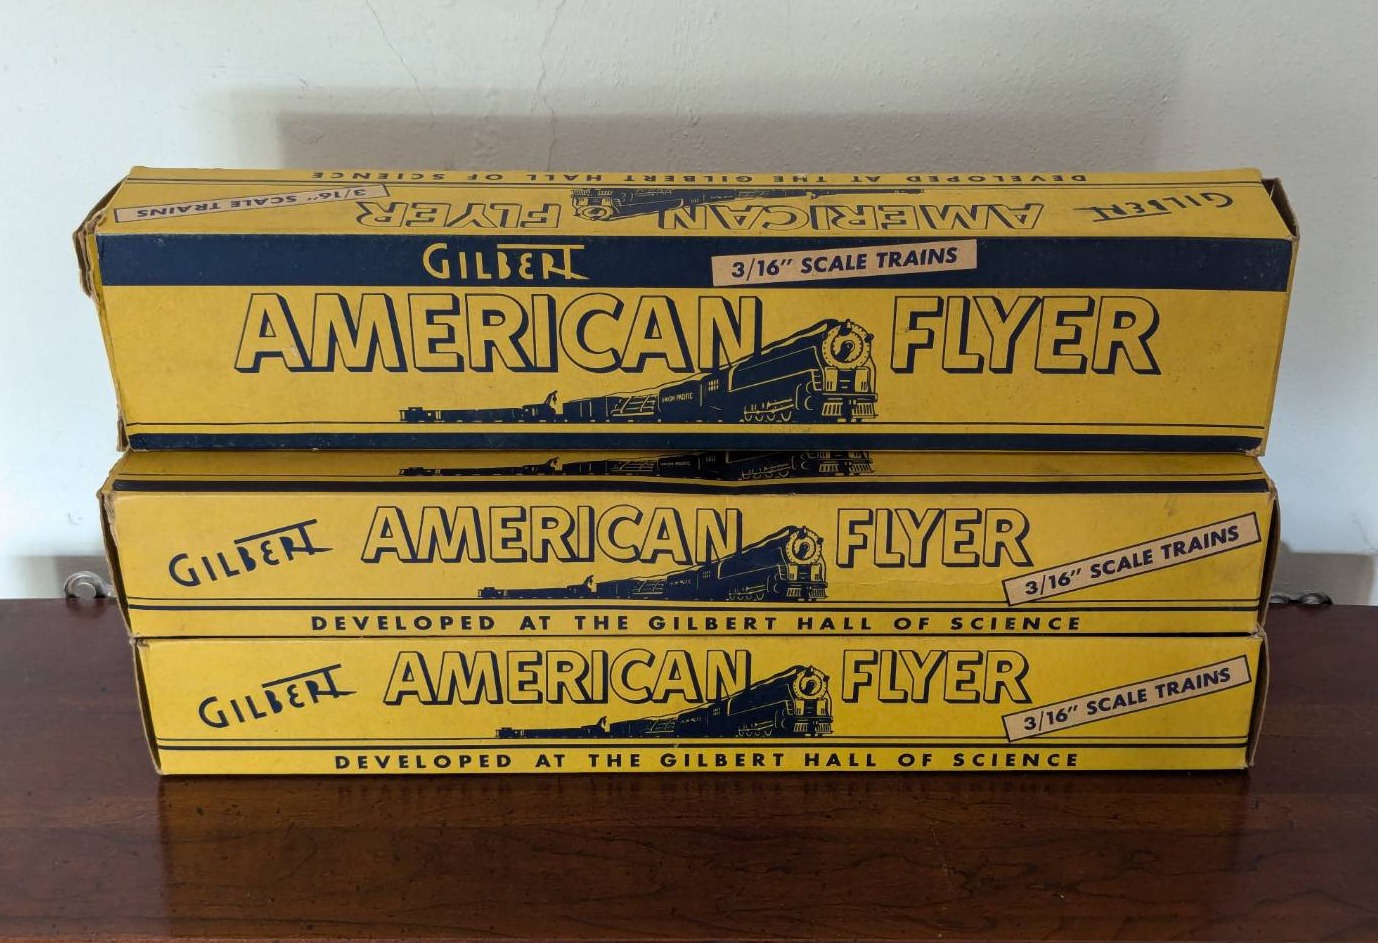 DEVELOPED AT THE GILBERT HALL OF SCIENCE
GILBERT AMERICAN FLYER 3/16" SCALE TRAINS
GILBERT 3/16" SCALE TRAINS
AMERICAN FLYER
UNION PACIFIC
GILBERT AMERICAN FLYER 3/16" SCALE TRAINS
DEVELOPED AT THE GILBERT HALL OF SCIENCE
GILBERT AMERICAN FLYER 3/16" SCALE TRAINS
DEVELOPED AT THE GILBERT HALL OF SCIENCE